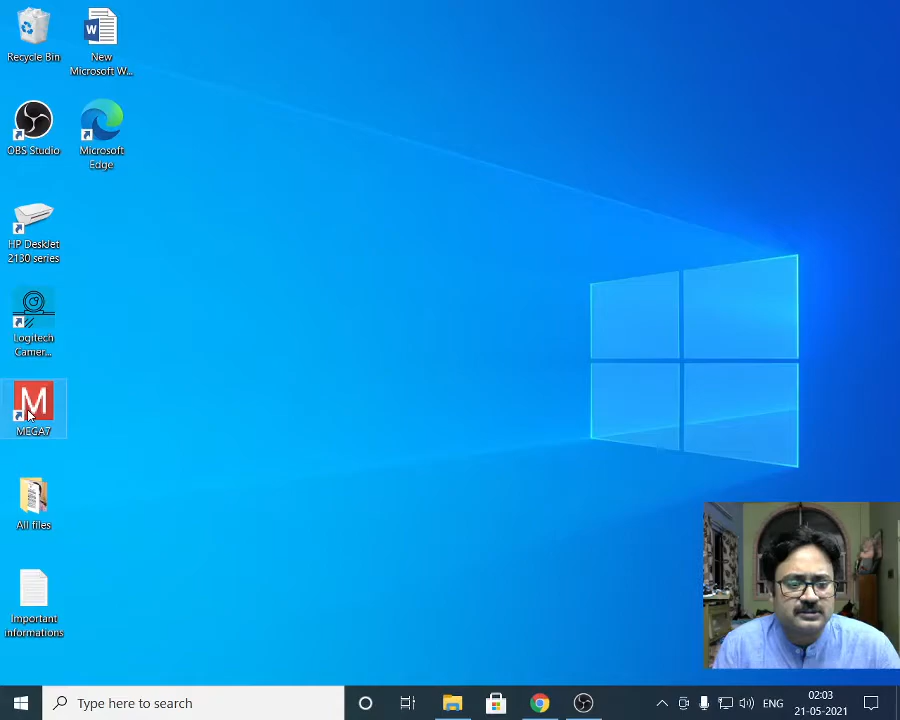 Recycle Bin
New
Microsoft W...
OBS Studio
Microsoft
Edge
HP Deskjet
2130 series
Logitech
Camer...
M
MEGA7
All files
Important
informations
Type here to search
ENG
02:03
21-05-2021